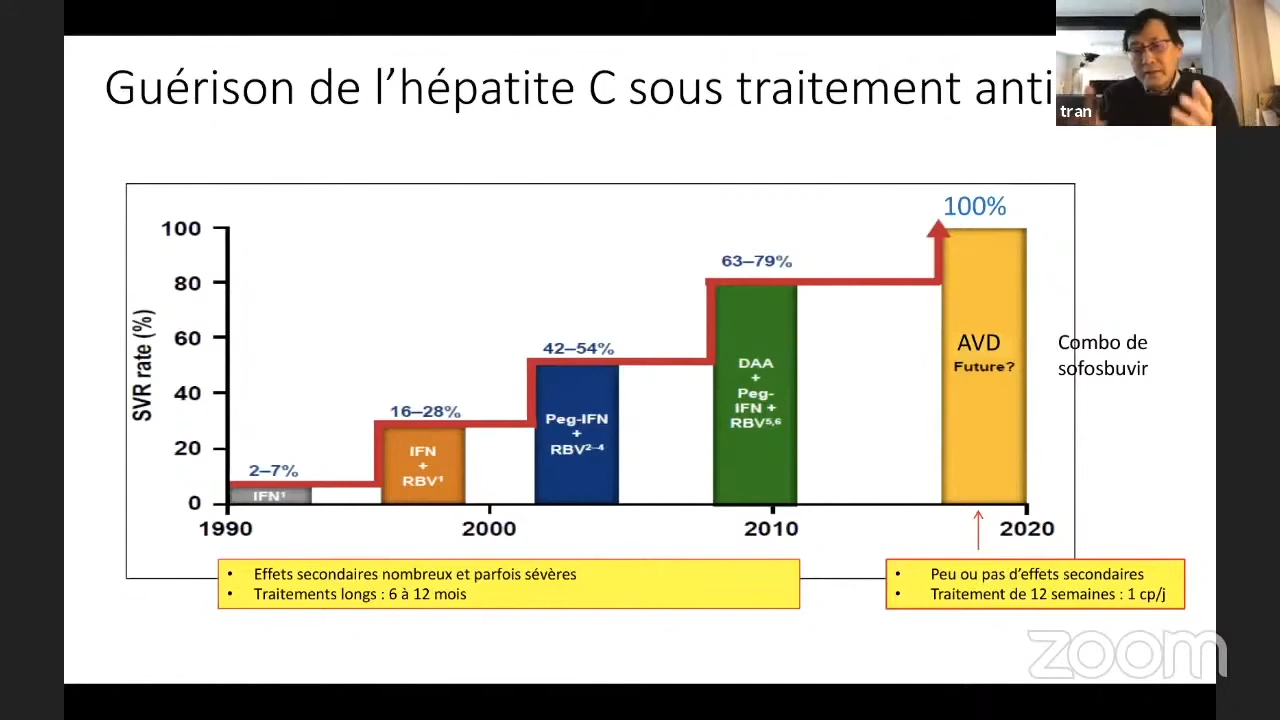 Guérison de l’hépatite C sous traitement anti
tran
100%
100
80
60
40
20
0
SVR rate (%)
2–7%
IFN¹
16–28%
IFN
+
RBV¹
42–54%
Peg-IFN
+
RBV²⁻⁴
63–79%
DAA
+
Peg-
IFN +
RBV⁵,⁶
AVD
Future?
Combo de
sofosbuvir
1990
2000
2010
2020
• Effets secondaires nombreux et parfois sévères
• Traitements longs : 6 à 12 mois
• Peu ou pas d’effets secondaires
• Traitement de 12 semaines : 1 cp/j
zoom